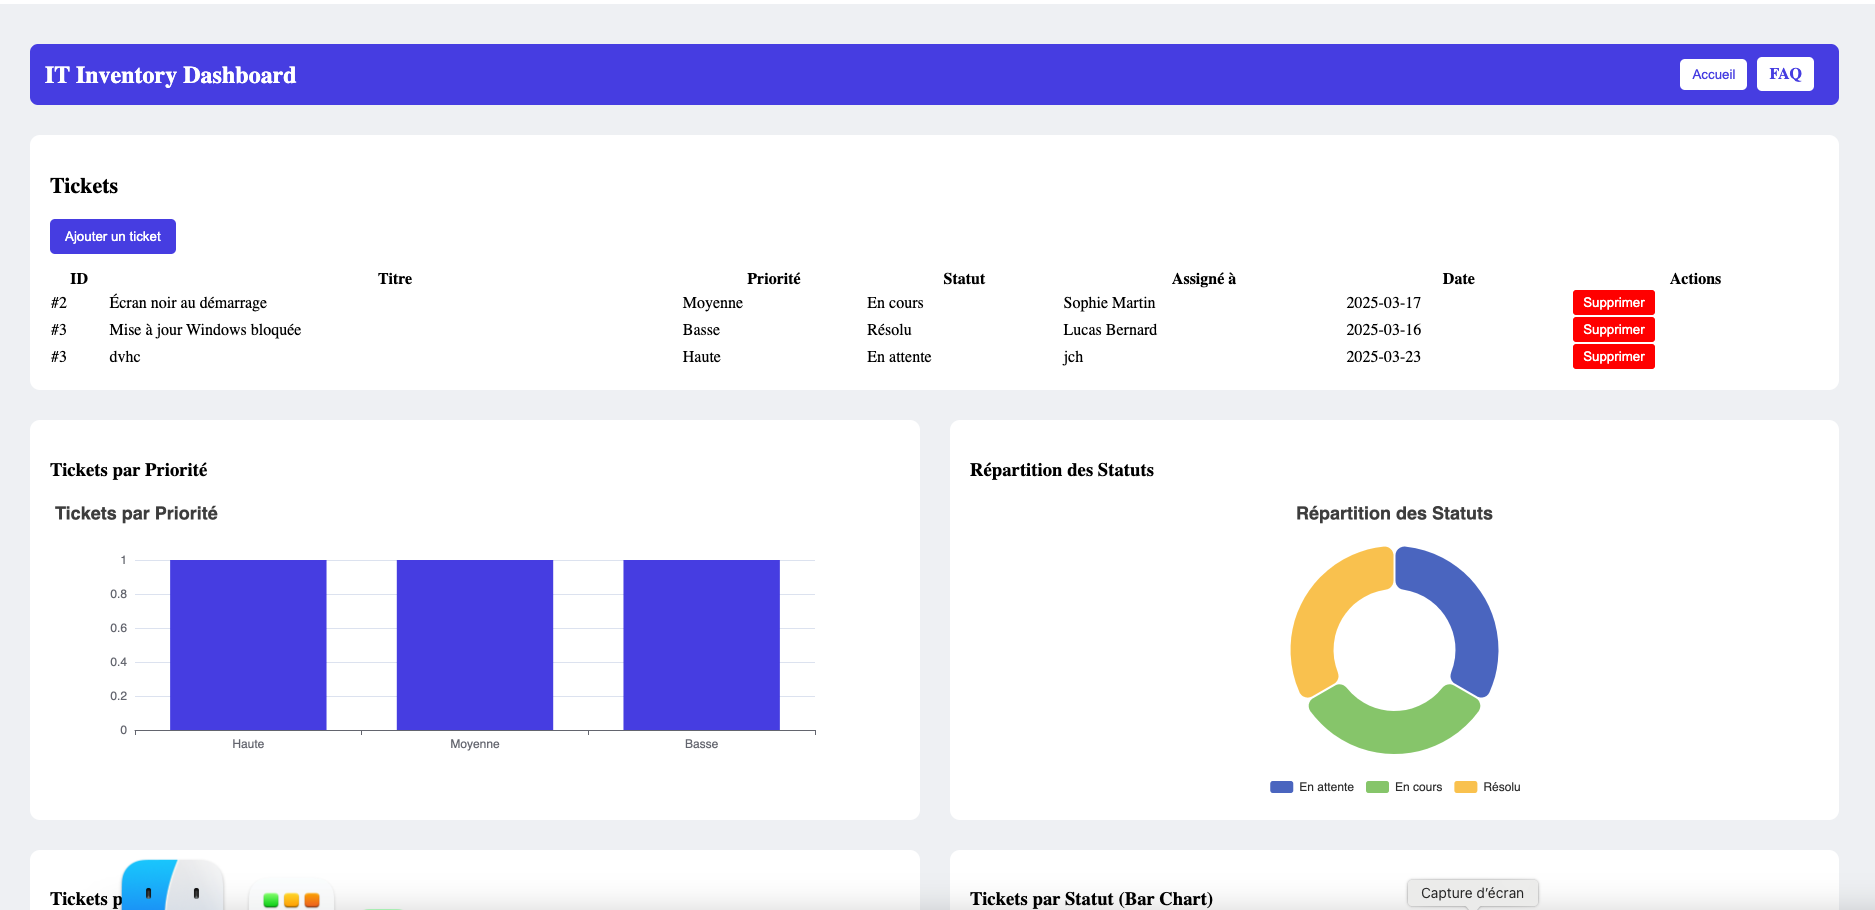 IT Inventory Dashboard
Accueil FAQ
Tickets
Ajouter un ticket
ID Titre Priorité Statut Assigné à Date Actions
#2 Écran noir au démarrage Moyenne En cours Sophie Martin 2025-03-17 Supprimer
#3 Mise à jour Windows bloquée Basse Résolu Lucas Bernard 2025-03-16 Supprimer
#3 dvhc Haute En attente jch 2025-03-23 Supprimer
Tickets par Priorité
Tickets par Priorité
1
0.8
0.6
0.4
0.2
0
Haute Moyenne Basse
Répartition des Statuts
Répartition des Statuts
En attente En cours Résolu
Tickets
Tickets par Statut (Bar Chart)
Capture d'écran